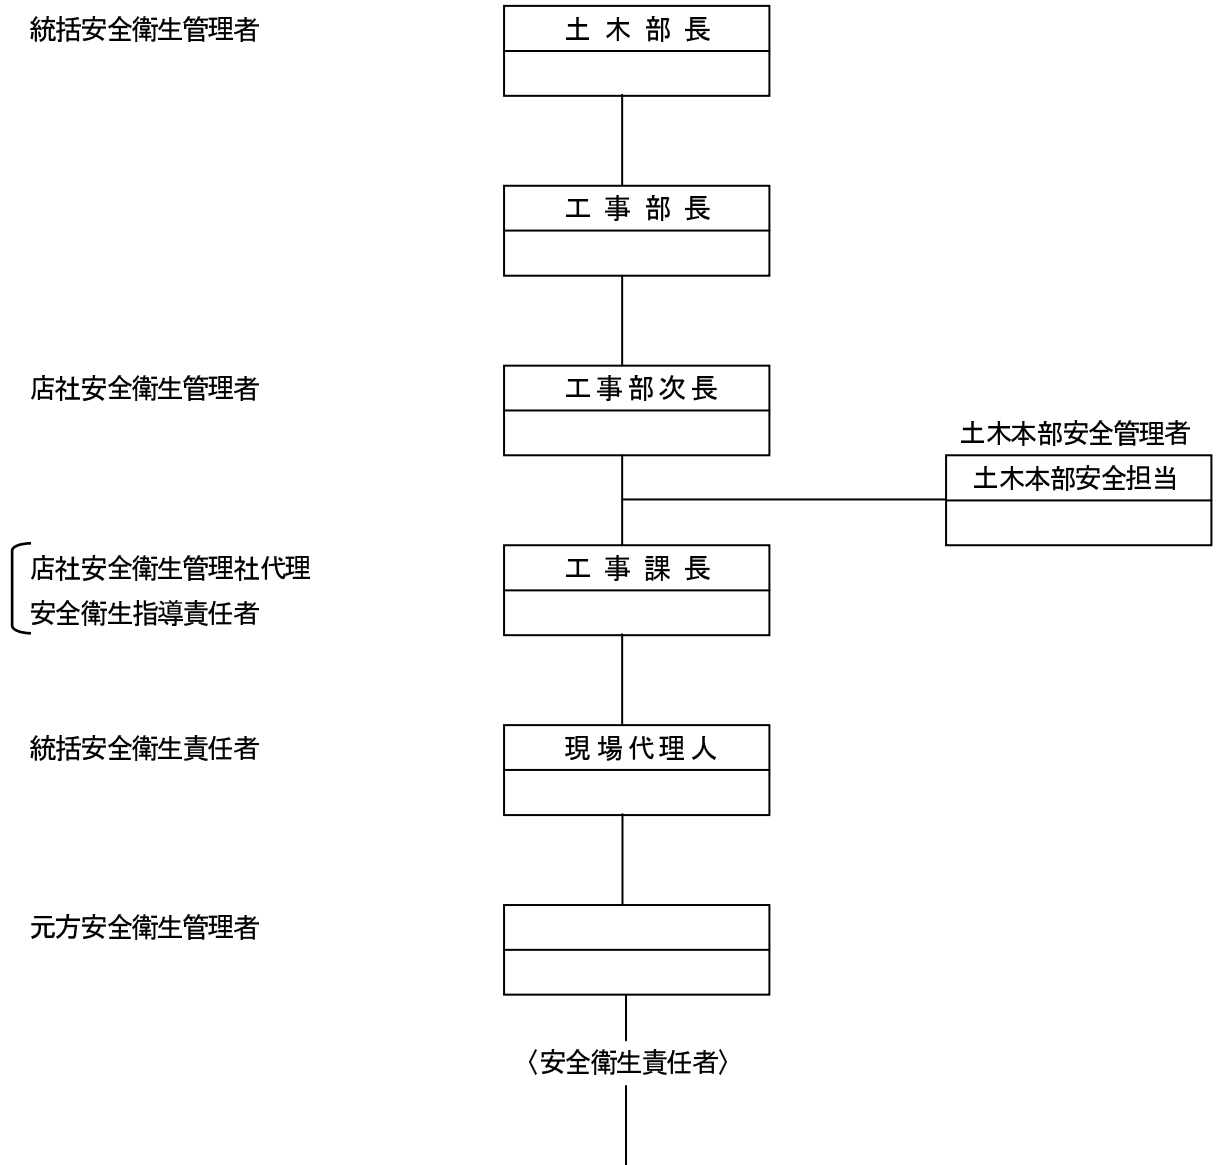 統括安全衛生管理者
土木部長
工事部長
店社安全衛生管理者
工事部次長
土木本部安全管理者
土木本部安全担当
店社安全衛生管理社代理
安全衛生指導責任者
工事課長
統括安全衛生責任者
現場代理人
元方安全衛生管理者
〈安全衛生責任者〉